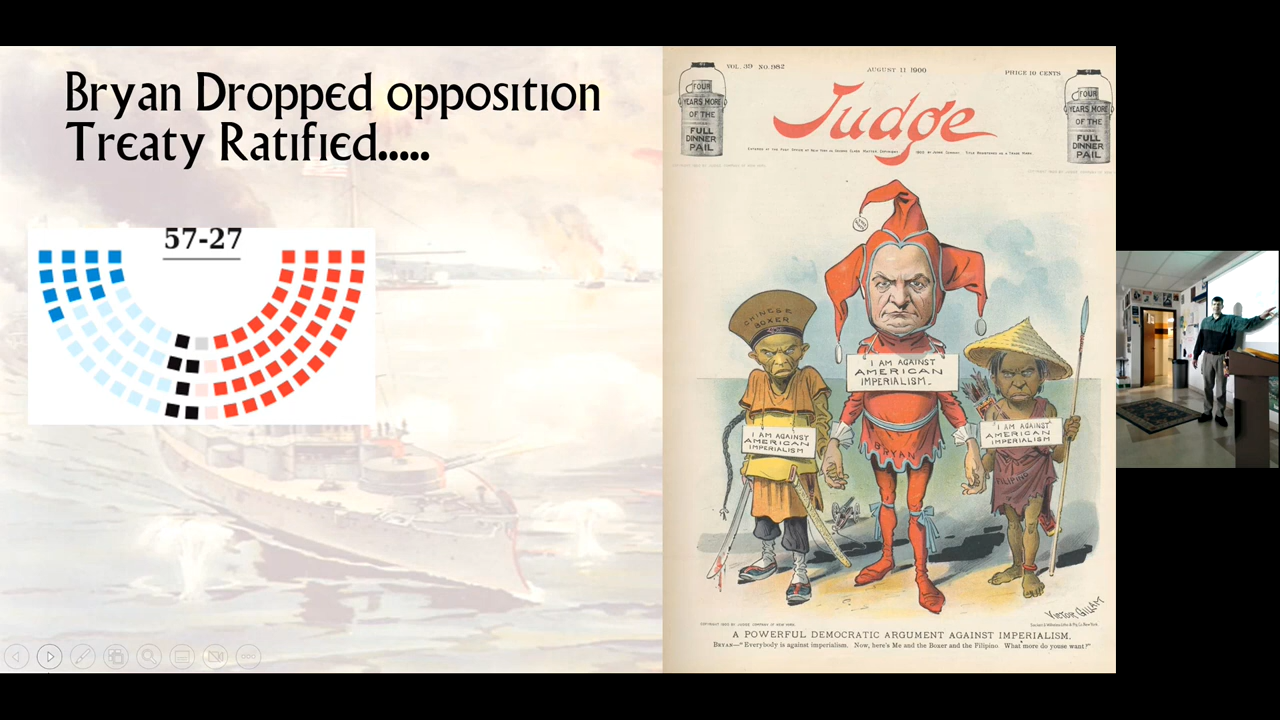 Bryan Dropped opposition
Treaty Ratified.....
57-27
VOL. 39 NO. 982
AUGUST 11 1900
PRICE 10 CENTS
FOUR
YEARS MORE
OF THE
FULL
DINNER
PAIL
Judge
FOUR
YEARS MORE
OF THE
FULL
DINNER
PAIL
CHINESE
BOXER
I AM AGAINST
AMERICAN
IMPERIALISM.
I AM AGAINST
AMERICAN
IMPERIALISM
I AM AGAINST
AMERICAN
IMPERIALISM
BRYAN
FILIPINO
VICTOR GILLAM
A POWERFUL DEMOCRATIC ARGUMENT AGAINST IMPERIALISM.
BRYAN—"Everybody is against imperialism. Now, here's Me and the Boxer and the Filipino What more do youse want?"